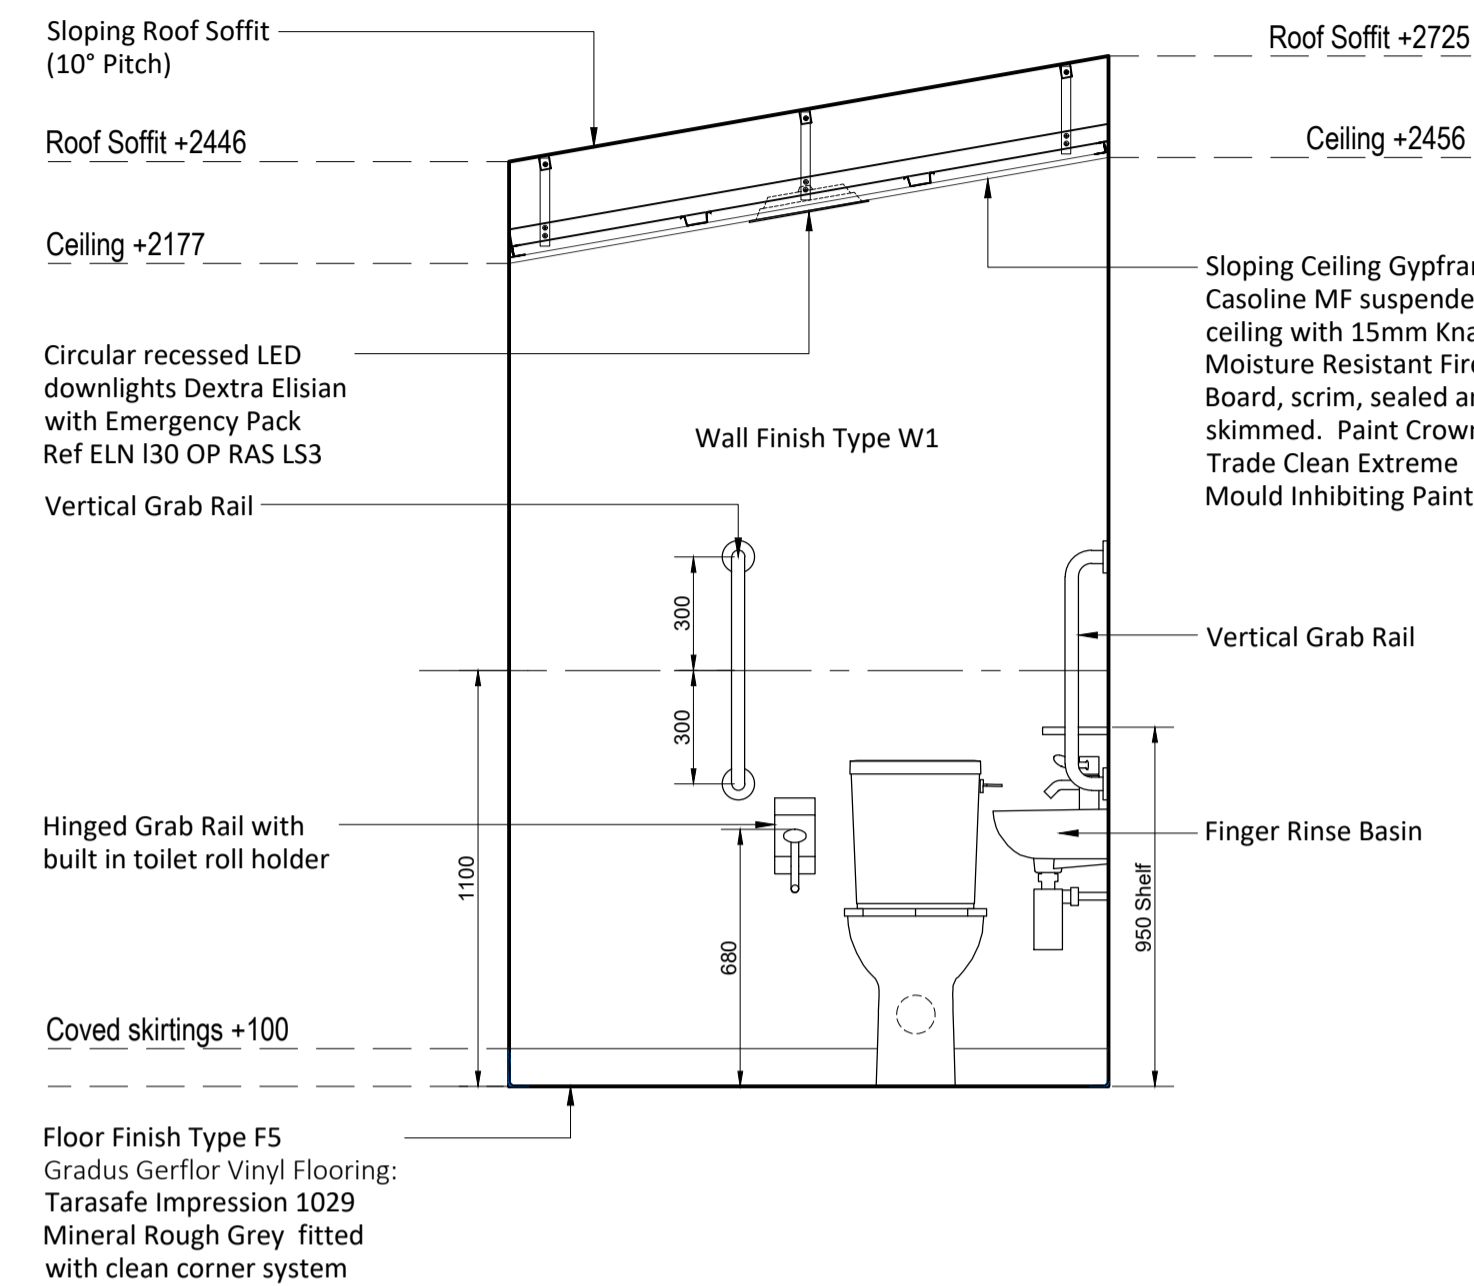 Sloping Roof Soffit
(10° Pitch)
Roof Soffit +2725
Roof Soffit +2446
Ceiling +2456
Ceiling +2177
Sloping Ceiling
Casoline MF
ceiling with 15mm
Moisture Resistant
Board, scrim, sealed
skimmed. Paint
Trade Clean Extreme
Mould Inhibiting Paint
Circular recessed LED
downlights Dextra Elisian
with Emergency Pack
Ref ELN l30 OP RAS LS3
Wall Finish Type W1
Vertical Grab Rail
300
300
Vertical Grab Rail
Hinged Grab Rail with
built in toilet roll holder
Finger Rinse Basin
1100
680
950 Shelf
Coved skirtings +100
Floor Finish Type F5
Gradus Gerflor Vinyl Flooring:
Tarasafe Impression 1029
Mineral Rough Grey fitted
with clean corner system